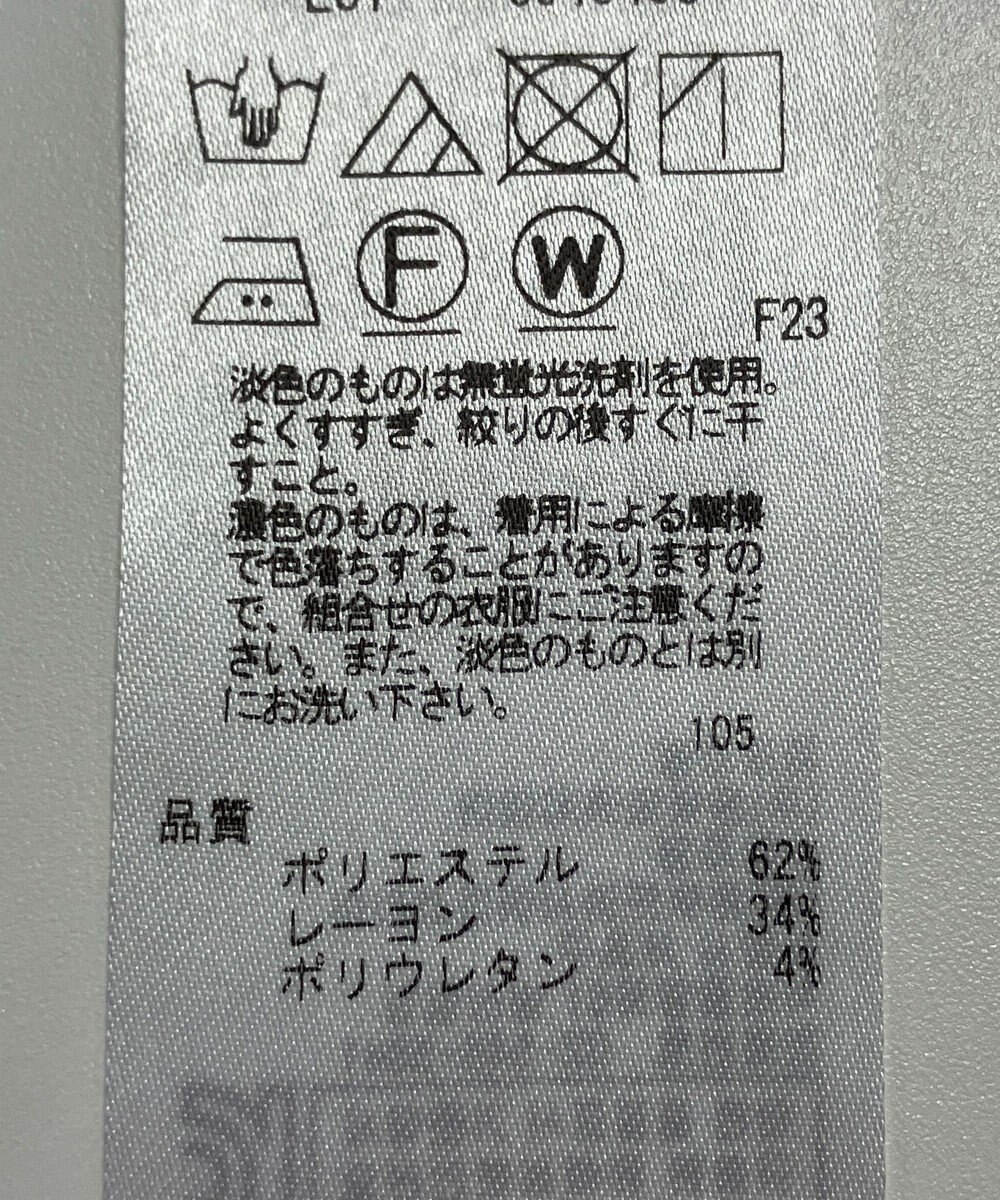 F
W
F23
淡色のものは無蛍光洗剤を使用。
よくすすぎ、絞りの後すぐに干
すこと。
濃色のものは、着用による摩擦
で色落ちすることがありますの
で、組合せの衣服にご注意くだ
さい。また、淡色のものとは別
にお洗い下さい。
105
品質
ポリエステル 62%
レーヨン 34%
ポリウレタン 4%